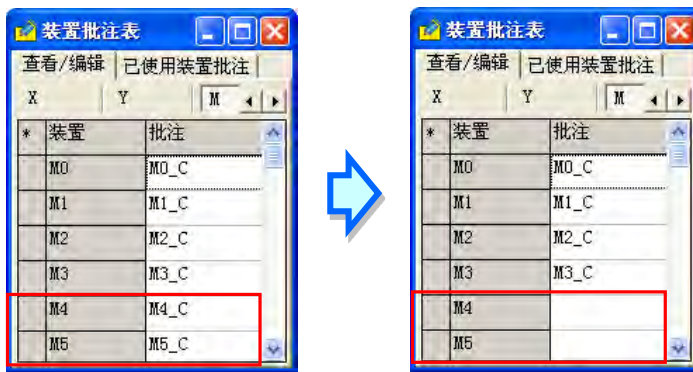 装置批注表
查看/编辑 已使用装置批注
X Y M
* 装置 批注
M0 M0_C
M1 M1_C
M2 M2_C
M3 M3_C
M4 M4_C
M5 M5_C
装置批注表
查看/编辑 已使用装置批注
X Y M
* 装置 批注
M0 M0_C
M1 M1_C
M2 M2_C
M3 M3_C
M4
M5